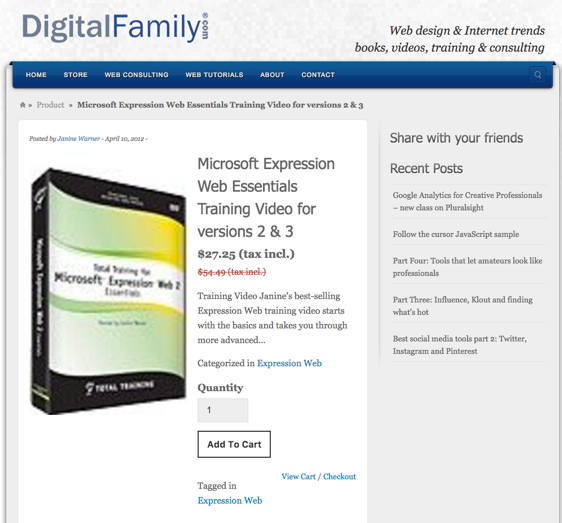 DigitalFamily.com®
Web design & Internet trends
books, videos, training & consulting
HOME STORE WEB CONSULTING WEB TUTORIALS ABOUT CONTACT
» Product » Microsoft Expression Web Essentials Training Video for versions 2 & 3
Posted by Janine Warner - April 10, 2012 -
Total Training for
Microsoft Expression Web 2
Essentials
Hosted by Janine Warner
TOTAL TRAINING
Microsoft Expression
Web Essentials
Training Video for
versions 2 & 3
$27.25 (tax incl.)
$54.49 (tax incl.)
Training Video Janine's best-selling
Expression Web training video starts
with the basics and takes you through
more advanced...
Categorized in Expression Web
Quantity
1
Add To Cart
View Cart / Checkout
Tagged in
Expression Web
Share with your friends
Recent Posts
Google Analytics for Creative Professionals
– new class on Pluralsight
Follow the cursor JavaScript sample
Part Four: Tools that let amateurs look like
professionals
Part Three: Influence, Klout and finding
what's hot
Best social media tools part 2: Twitter,
Instagram and Pinterest